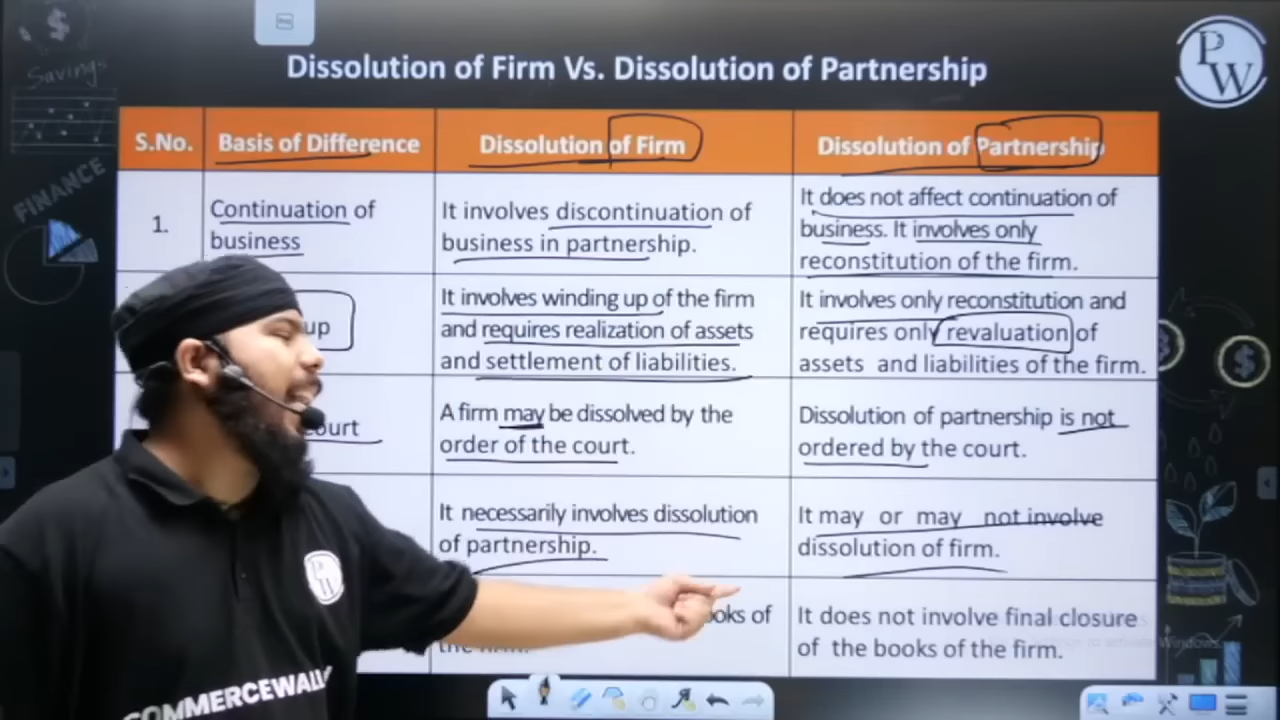 Savings
FINANCE
P
W
Dissolution of Firm Vs. Dissolution of Partnership
S.No.
Basis of Difference
Dissolution of Firm
Dissolution of Partnership
1.
Continuation of
business
It involves discontinuation of
business in partnership.
It does not affect continuation of
business. It involves only
reconstitution of the firm.
up
It involves winding up of the firm
and requires realization of assets
and settlement of liabilities.
It involves only reconstitution and
requires only revaluation of
assets and liabilities of the firm.
court
A firm may be dissolved by the
order of the court.
Dissolution of partnership is not
ordered by the court.
It necessarily involves dissolution
of partnership.
It may or may not involve
dissolution of firm.
books of
the firm.
It does not involve final closure
of the books of the firm.
PW
COMMERCEWALL